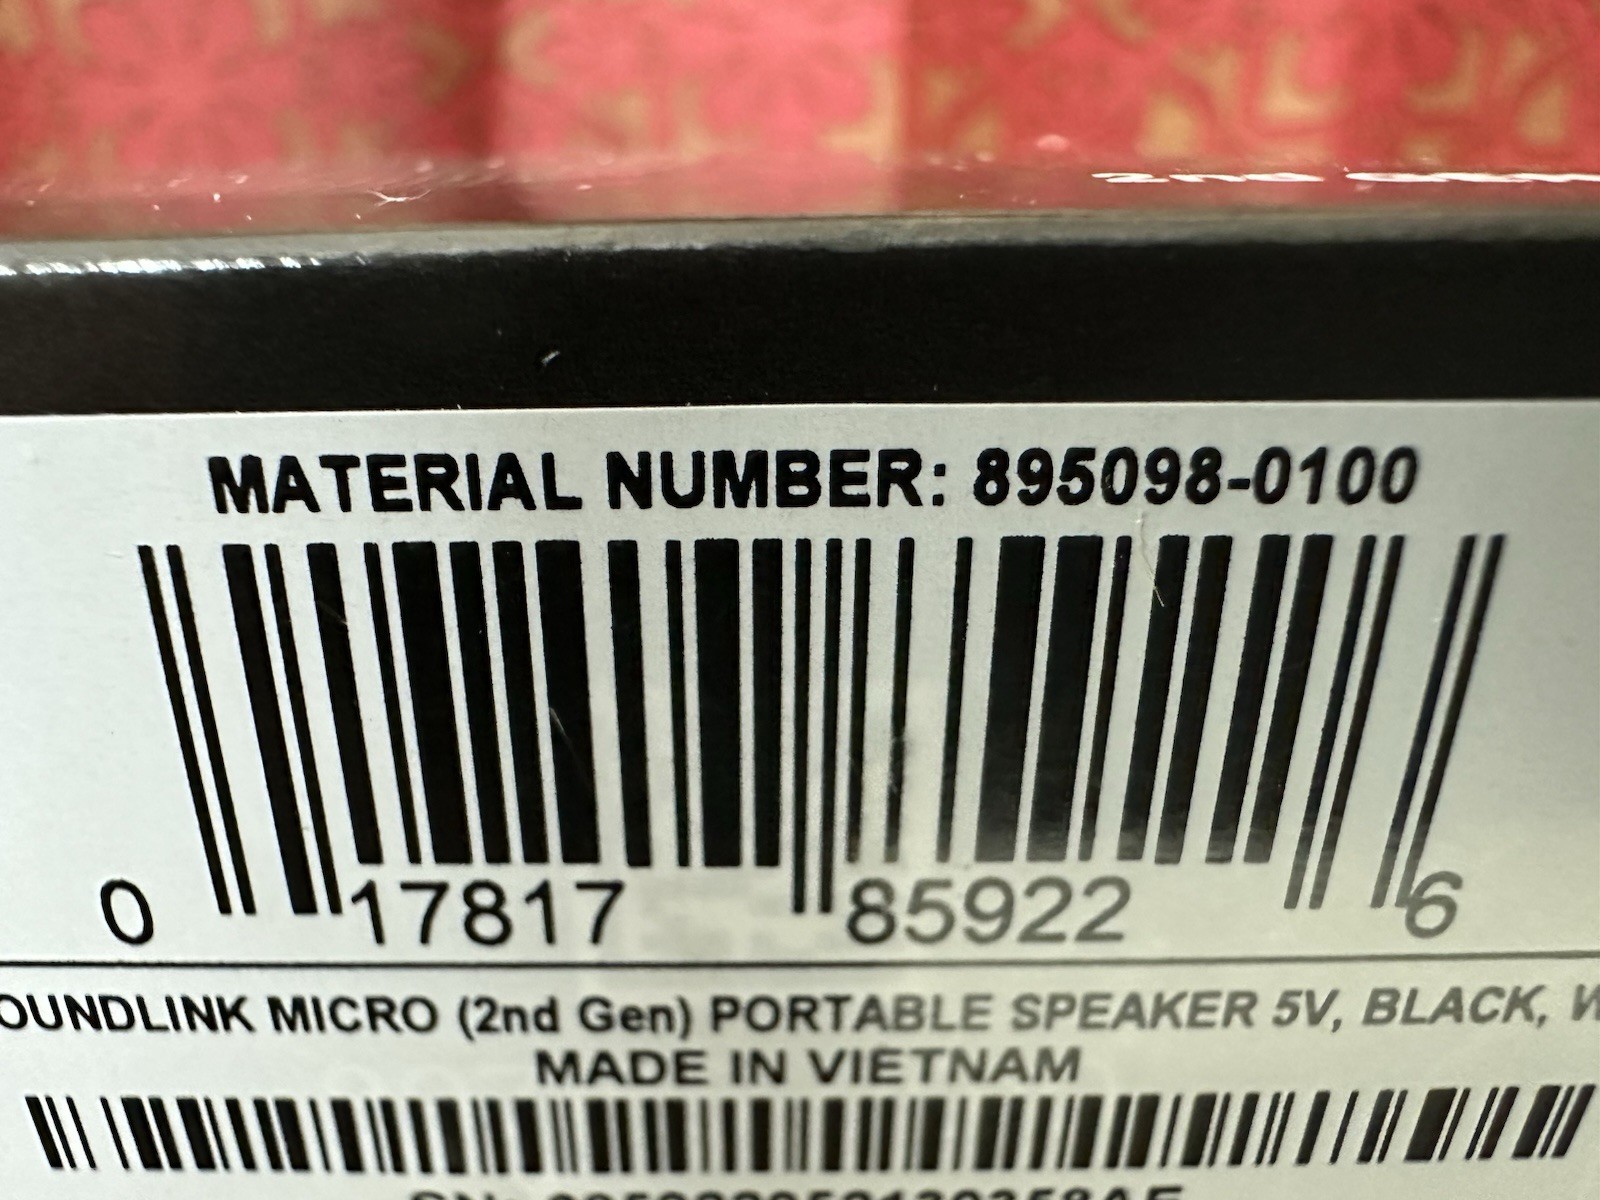 MATERIAL NUMBER: 895098-0100
0 17817 85922 6
OUNDLINK MICRO (2nd Gen) PORTABLE SPEAKER 5V, BLACK, W
MADE IN VIETNAM